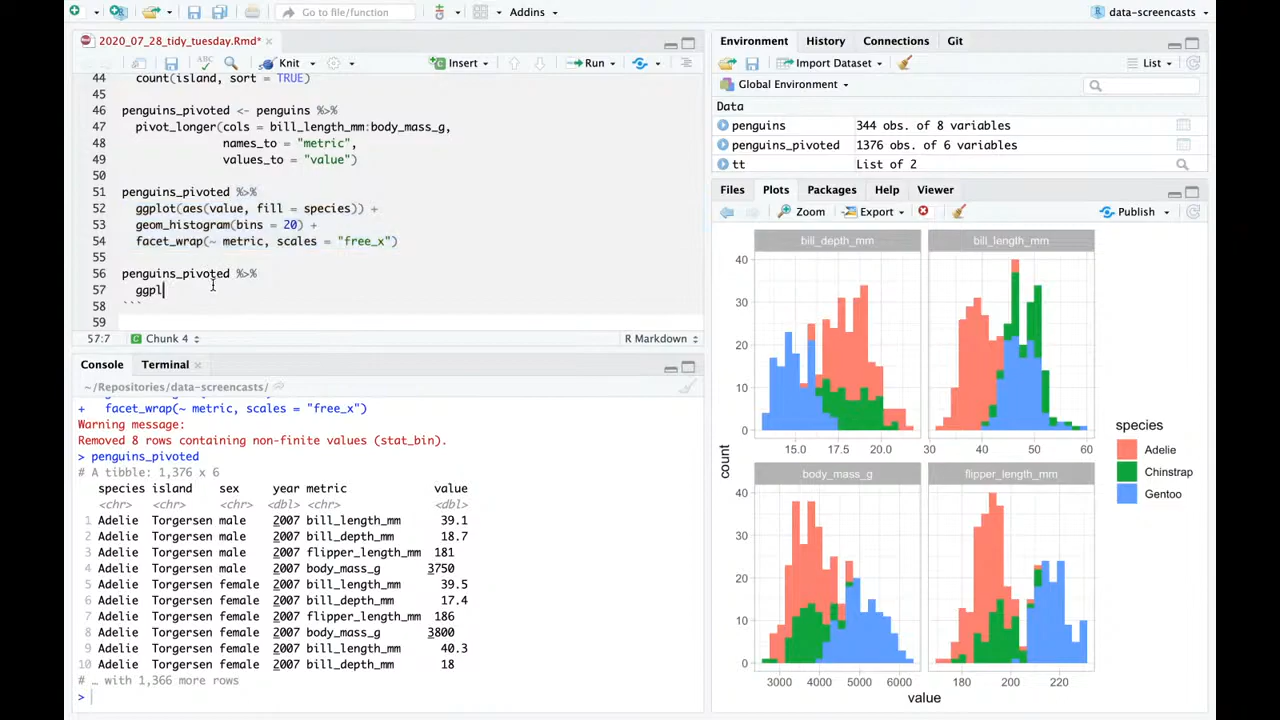 Go to file/function
Addins
data-screencasts
2020_07_28_tidy_tuesday.Rmd*
ABC
Knit
Insert
Run
44 count(island, sort = TRUE)
45
46 penguins_pivoted <- penguins %>%
47 pivot_longer(cols = bill_length_mm:body_mass_g,
48 names_to = "metric",
49 values_to = "value")
50
51 penguins_pivoted %>%
52 ggplot(aes(value, fill = species)) +
53 geom_histogram(bins = 20) +
54 facet_wrap(~ metric, scales = "free_x")
55
56 penguins_pivoted %>%
57 ggpl
58 ```
59
57:7 Chunk 4 R Markdown
Console Terminal
~/Repositories/data-screencasts/
+ facet_wrap(~ metric, scales = "free_x")
Warning message:
Removed 8 rows containing non-finite values (stat_bin).
> penguins_pivoted
# A tibble: 1,376 x 6
species island sex year metric value
<chr> <chr> <chr> <dbl> <chr> <dbl>
1 Adelie Torgersen male 2007 bill_length_mm 39.1
2 Adelie Torgersen male 2007 bill_depth_mm 18.7
3 Adelie Torgersen male 2007 flipper_length_mm 181
4 Adelie Torgersen male 2007 body_mass_g 3750
5 Adelie Torgersen female 2007 bill_length_mm 39.5
6 Adelie Torgersen female 2007 bill_depth_mm 17.4
7 Adelie Torgersen female 2007 flipper_length_mm 186
8 Adelie Torgersen female 2007 body_mass_g 3800
9 Adelie Torgersen female 2007 bill_length_mm 40.3
10 Adelie Torgersen female 2007 bill_depth_mm 18
# … with 1,366 more rows
>
Environment History Connections Git
Import Dataset List
Global Environment
Data
penguins 344 obs. of 8 variables
penguins_pivoted 1376 obs. of 6 variables
tt List of 2
Files Plots Packages Help Viewer
Zoom Export Publish
bill_depth_mm bill_length_mm
40
30
20
10
0
15.0 17.5 20.0 30 40 50 60
body_mass_g flipper_length_mm
40
30
20
10
0
3000 4000 5000 6000 180 200 220
count
value
species
Adelie
Chinstrap
Gentoo